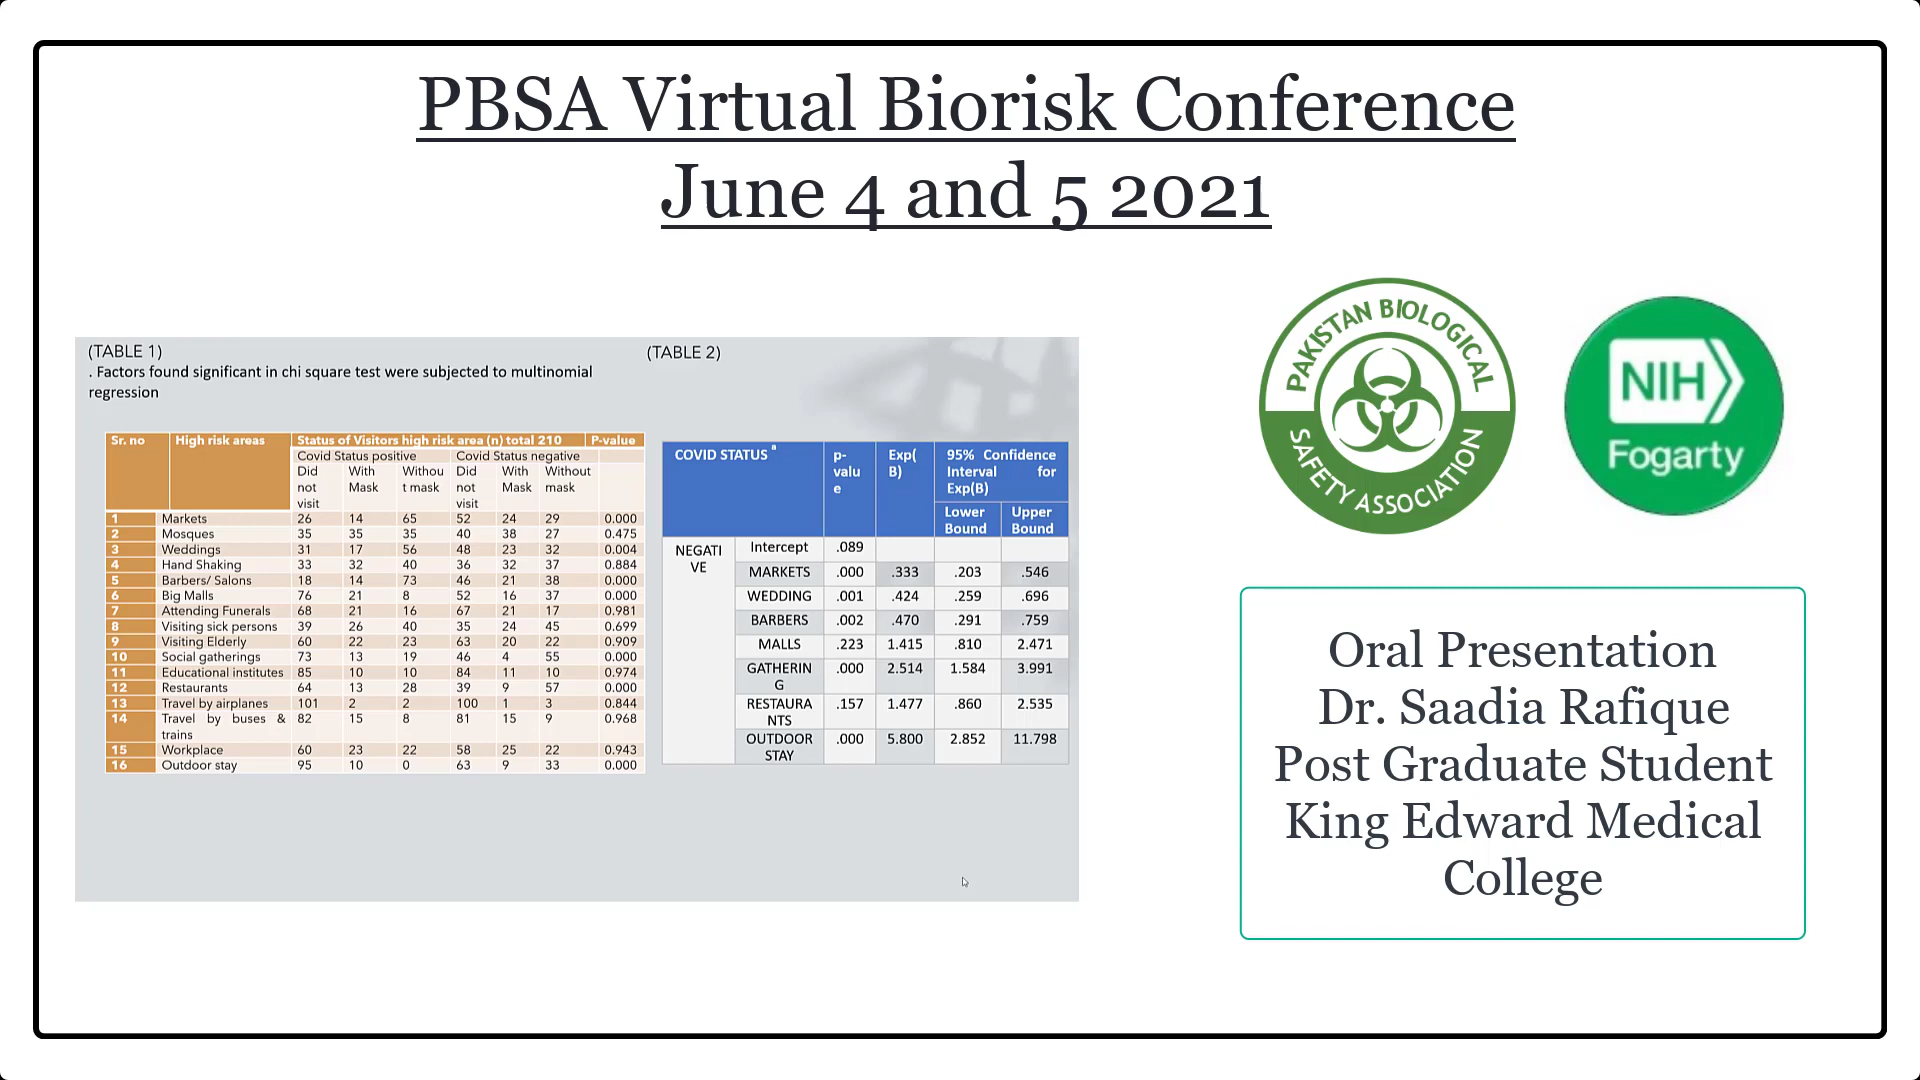 PBSA Virtual Biorisk Conference
June 4 and 5 2021
(TABLE 1)
. Factors found significant in chi square test were subjected to multinomial
regression
Sr. no High risk areas Status of Visitors high risk area (n) total 210 P-value
Covid Status positive Covid Status negative
Did With Withou Did With Without
not Mask t mask not Mask mask
visit visit
1 Markets 26 14 65 52 24 29 0.000
2 Mosques 35 35 35 40 38 27 0.475
3 Weddings 31 17 56 48 23 32 0.004
4 Hand Shaking 33 32 40 36 32 37 0.884
5 Barbers/ Salons 18 14 73 46 21 38 0.000
6 Big Malls 76 21 8 52 16 37 0.000
7 Attending Funerals 68 21 16 67 21 17 0.981
8 Visiting sick persons 39 26 40 35 24 45 0.699
9 Visiting Elderly 60 22 23 63 20 22 0.909
10 Social gatherings 73 13 19 46 4 55 0.000
11 Educational institutes 85 10 10 84 11 10 0.974
12 Restaurants 64 13 28 39 9 57 0.000
13 Travel by airplanes 101 2 2 100 1 3 0.844
14 Travel by buses & 82 15 8 81 15 9 0.968
trains
15 Workplace 60 23 22 58 25 22 0.943
16 Outdoor stay 95 10 0 63 9 33 0.000
(TABLE 2)
COVID STATUS a p- Exp( 95% Confidence
valu B) Interval for
e Exp(B)
Lower Upper
Bound Bound
NEGATI Intercept .089
VE MARKETS .000 .333 .203 .546
WEDDING .001 .424 .259 .696
BARBERS .002 .470 .291 .759
MALLS .223 1.415 .810 2.471
GATHERIN .000 2.514 1.584 3.991
G
RESTAURA .157 1.477 .860 2.535
NTS
OUTDOOR .000 5.800 2.852 11.798
STAY
PAKISTAN BIOLOGICAL
SAFETY ASSOCIATION
NIH
Fogarty
Oral Presentation
Dr. Saadia Rafique
Post Graduate Student
King Edward Medical
College